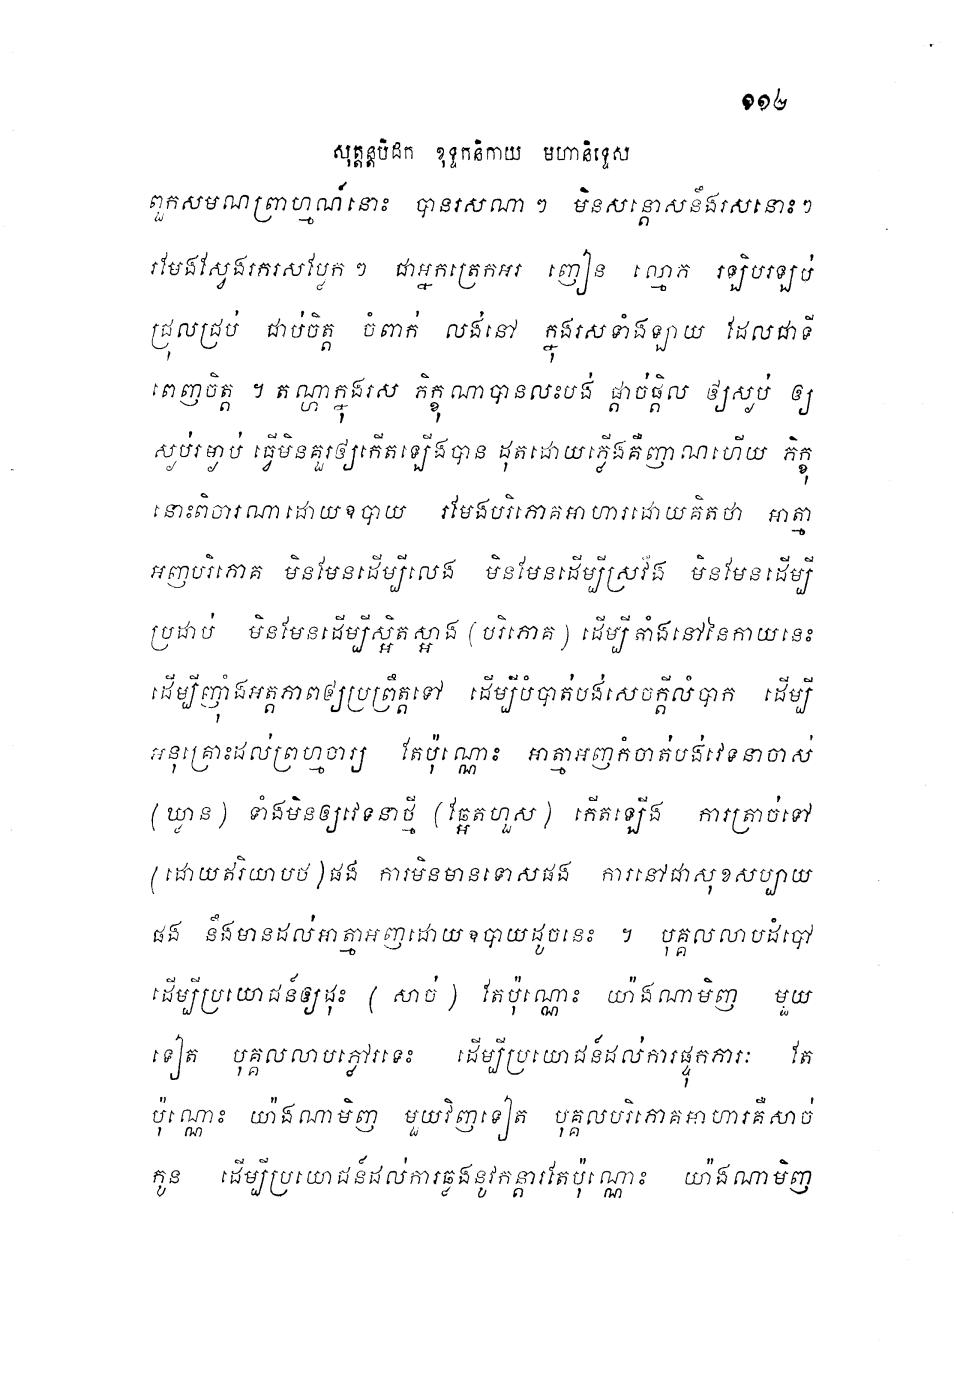 ១១២
សុត្តន្តបិដក ខុទ្ទកនិកាយ មហានិទ្ទេស
ពួកសមណព្រាហ្មណ៍នោះ បានរសណា ៗ មិនសន្តោសនឹងរសនោះ ៗ
រមែងស្វែងរករសប្លែក ៗ ជាអ្នកត្រេកអរ ញៀន ល្មោភ រឡើបរឡប់
ជ្រុលជ្រប់ ជាប់ចិត្ត ចំពាក់ លង់នៅ ក្នុងរសទាំងឡាយ ដែលជាទី
ពេញចិត្ត ។ តណ្ហាក្នុងរស ភិក្ខុណាបានលះបង់ ផ្តាច់ផ្តិល ឲ្យស្ងប់ ឲ្យ
ស្ងប់រម្ងាប់ ធ្វើមិនគួរឲ្យកើតឡើងបាន ដុតដោយភ្លើងគឺញាណហើយ ភិក្ខុ
នោះពិចារណាដោយឧបាយ រមែងបរិភោគអាហារដោយគិតថា អាត្មា
អញបរិភោគ មិនមែនដើម្បីលេង មិនមែនដើម្បីស្រវឹង មិនមែនដើម្បី
ប្រដាប់ មិនមែនដើម្បីស្អិតស្អាង (បរិភោគ) ដើម្បីតាំងនៅនៃកាយនេះ
ដើម្បីញុំាងអត្តភាពឲ្យប្រព្រឹត្តទៅ ដើម្បីបំបាត់បង់សេចក្តីលំបាក ដើម្បី
អនុគ្រោះដល់ព្រហ្មចារ្យ តែប៉ុណ្ណោះ អាត្មាអញកំចាត់បង់វេទនាចាស់
(ឃ្លាន) ទាំងមិនឲ្យវេទនាថ្មី (ឆ្អែតហួស) កើតឡើង ការត្រាច់ទៅ
(ដោយឥរិយាបថ) ផង ការមិនមានទោសផង ការនៅជាសុខសប្បាយ
ផង នឹងមានដល់អាត្មាអញដោយឧបាយដូចនេះ ។ បុគ្គលលាបដំបៅ
ដើម្បីប្រយោជន៍ឲ្យដុះ (សាច់) តែប៉ុណ្ណោះ យ៉ាងណាមិញ មួយ
ទៀត បុគ្គលលាបភ្លៅរទេះ ដើម្បីប្រយោជន៍ដល់ការផ្ទុកភារៈ តែ
ប៉ុណ្ណោះ យ៉ាងណាមិញ មួយវិញទៀត បុគ្គលបរិភោគអាហារគឺសាច់
កូន ដើម្បីប្រយោជន៍ដល់ការឆ្លងនូវកន្តារតែប៉ុណ្ណោះ យ៉ាងណាមិញ